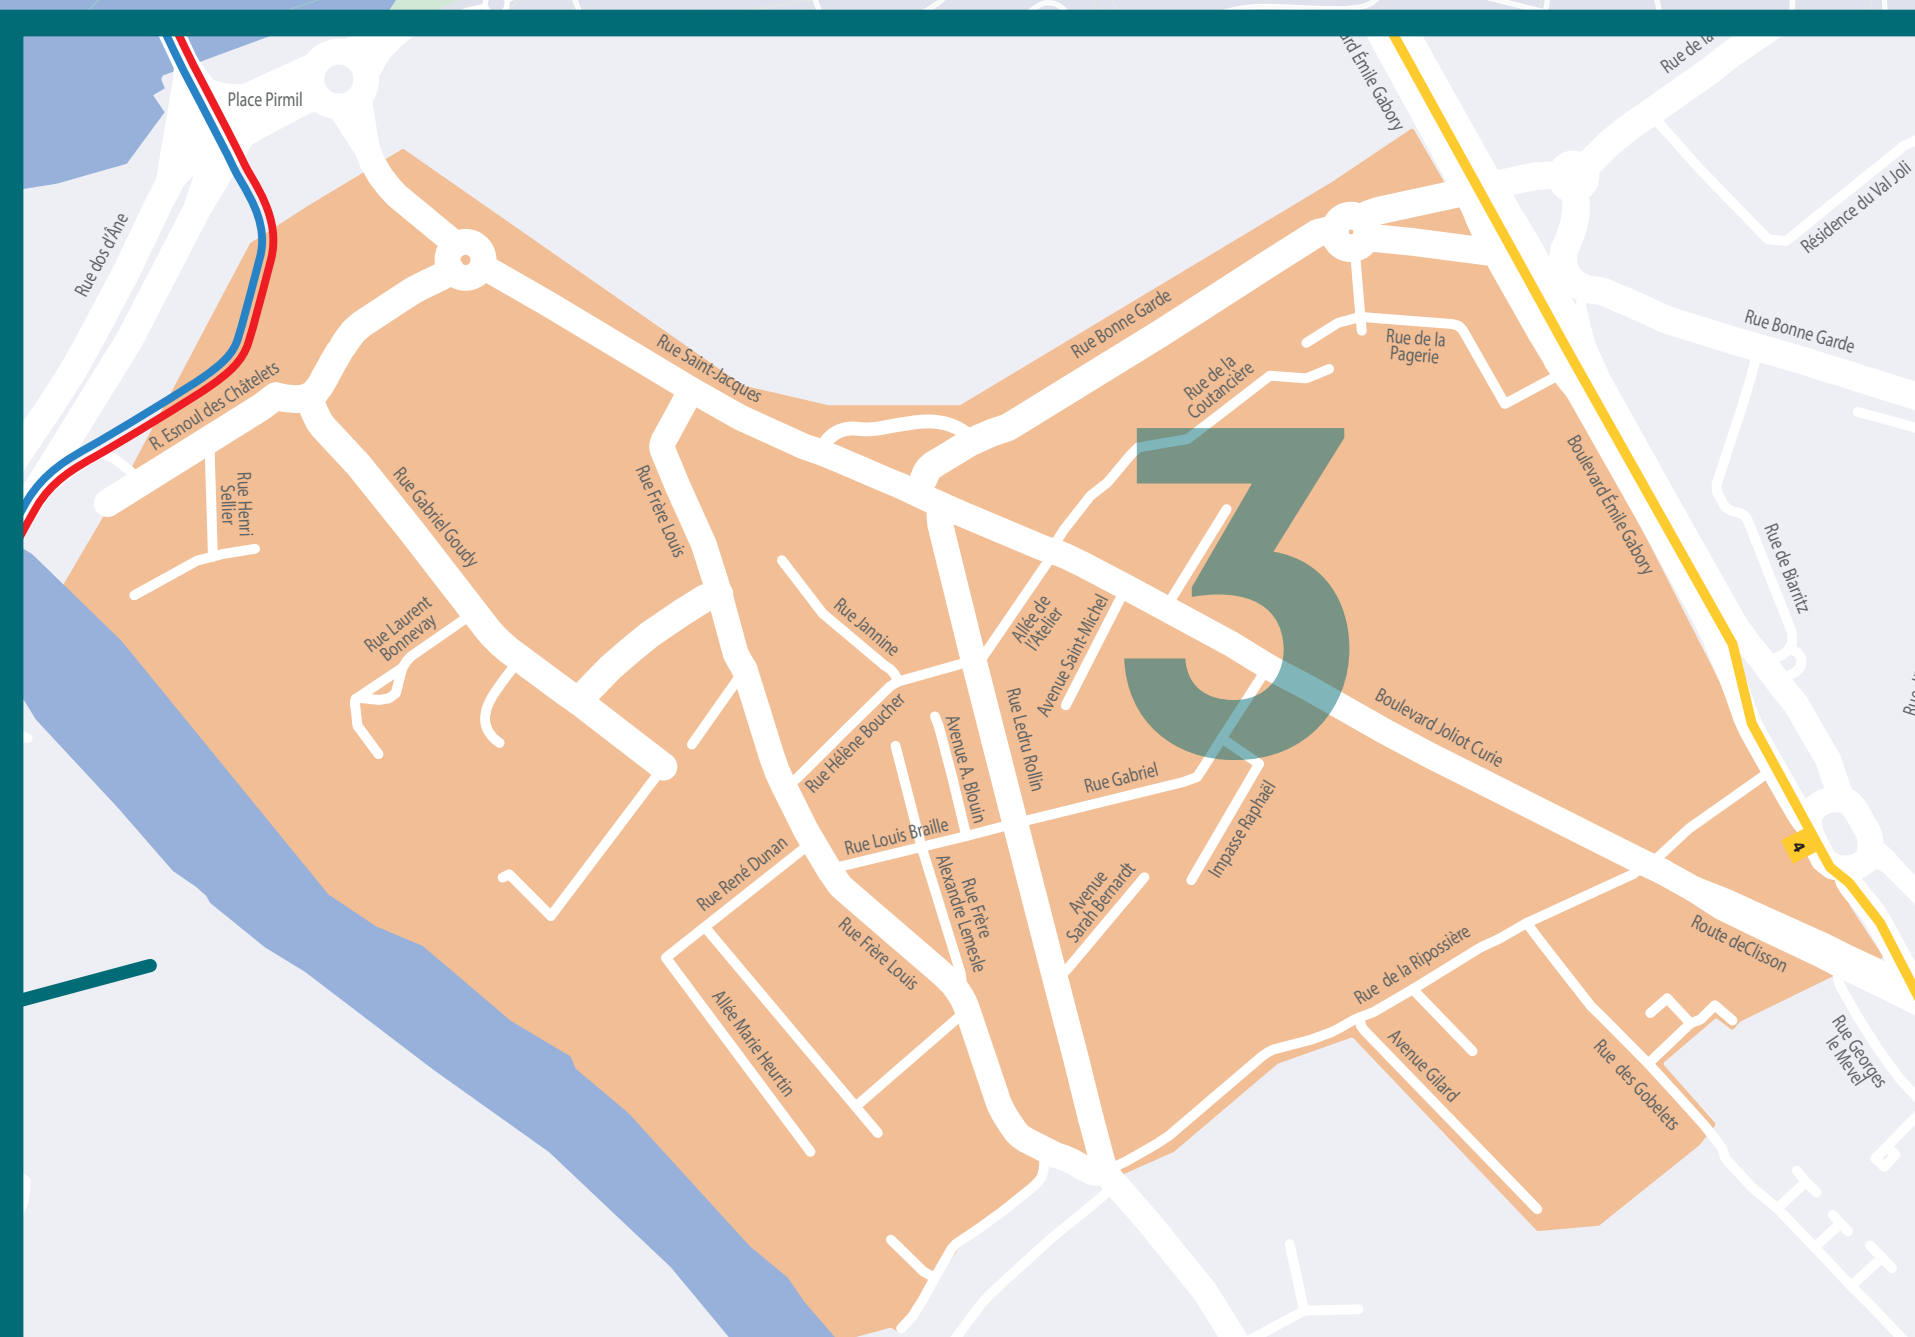 Place Pirmil
Rue dos d'Âne
R. Esnoul des Châtelets
Rue Henri
Sellier
Rue Gabriel Goudy
Rue Laurent
Bonnevay
Rue Saint-Jacques
Rue Frère Louis
Rue Jannine
Rue Hélène Boucher
Avenue A. Blouin
Rue Ledru Rollin
Allée de
l'Atelier
Avenue Saint-Michel
Rue Bonne Garde
Rue de la
Coutancière
Rue de la
Pagerie
ard Émile Gabory
Rue de la
Résidence du Val Joli
Rue Bonne Garde
Boulevard Émile Gabory
Rue de Biarritz
3
Boulevard Joliot Curie
Rue Gabriel
Impasse Raphaël
Rue Louis Braille
Rue René Dunan
Rue Frère
Alexandre Lemesle
Avenue
Sarah Bernardt
Rue Frère Louis
Allée Marie Heurtin
Rue de la Ripossière
Avenue Gilard
Rue des Gobelets
Route deClisson
Rue Georges
le Mevel
4